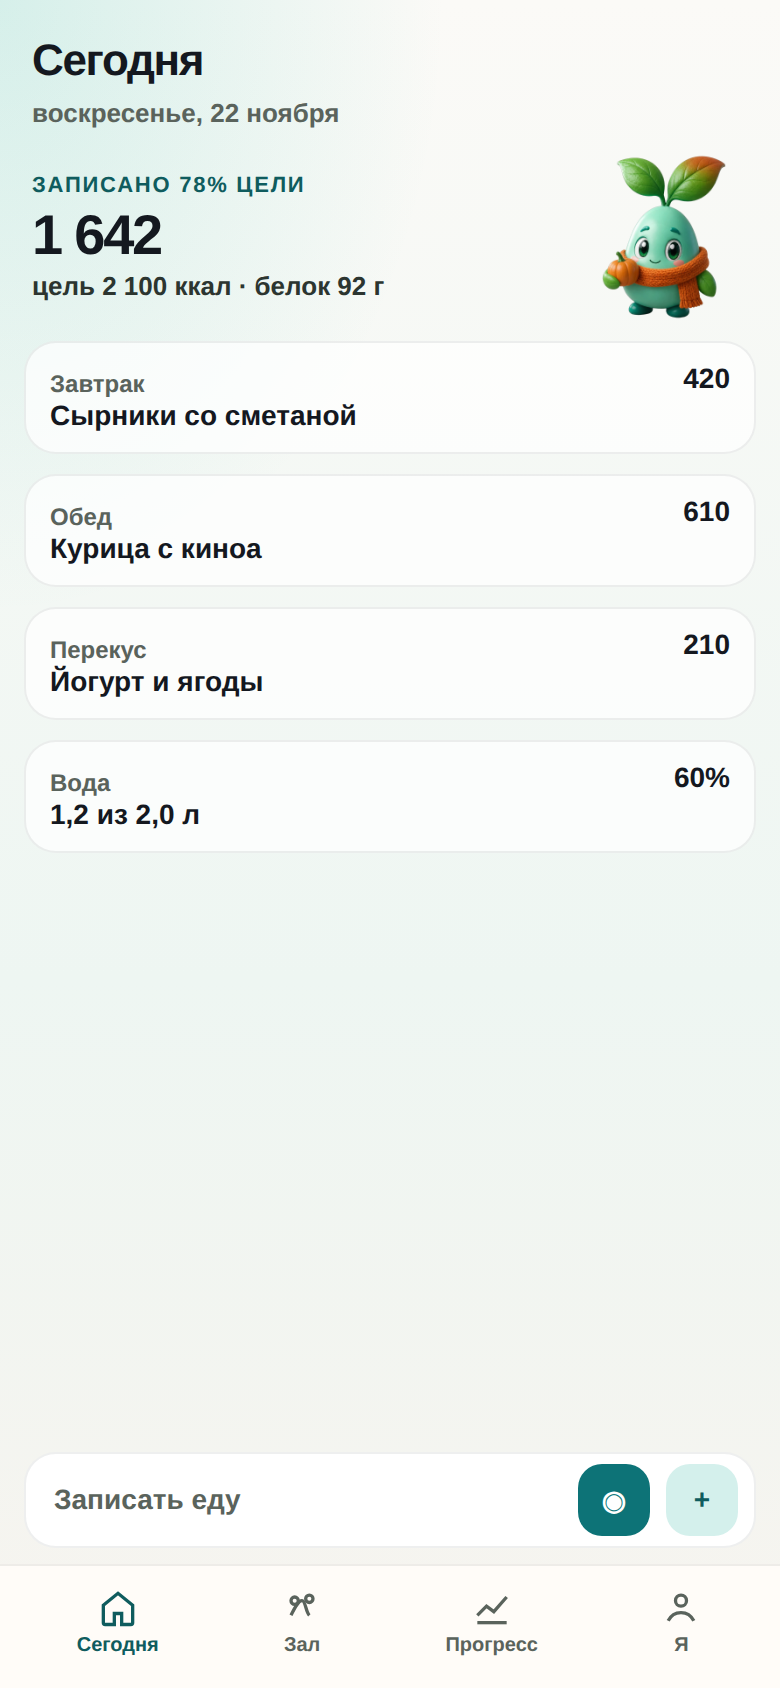 Сегодня
воскресенье, 22 ноября
ЗАПИСАНО 78% ЦЕЛИ
1 642
цель 2 100 ккал · белок 92 г
Завтрак
420
Сырники со сметаной
Обед
610
Курица с киноа
Перекус
210
Йогурт и ягоды
Вода
60%
1,2 из 2,0 л
Записать еду
+
Сегодня
Зал
Прогресс
Я